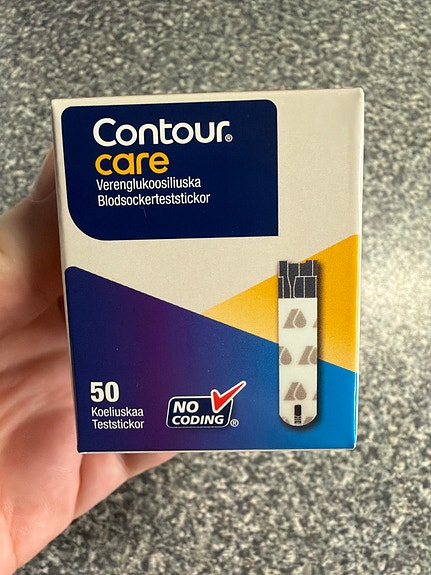 Contour®
care
Verenglukoosiliuska
Blodsockerteststickor
50
Koeliuskaa
Teststickor
NO
CODING®